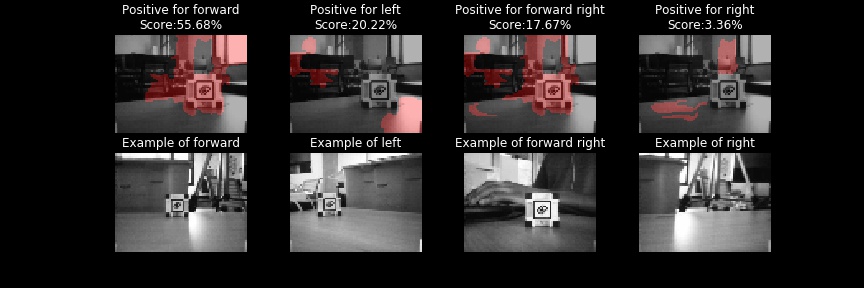 Positive for forward
Score:55.68%
Positive for left
Score:20.22%
Positive for forward right
Score:17.67%
Positive for right
Score:3.36%
Example of forward
Example of left
Example of forward right
Example of right